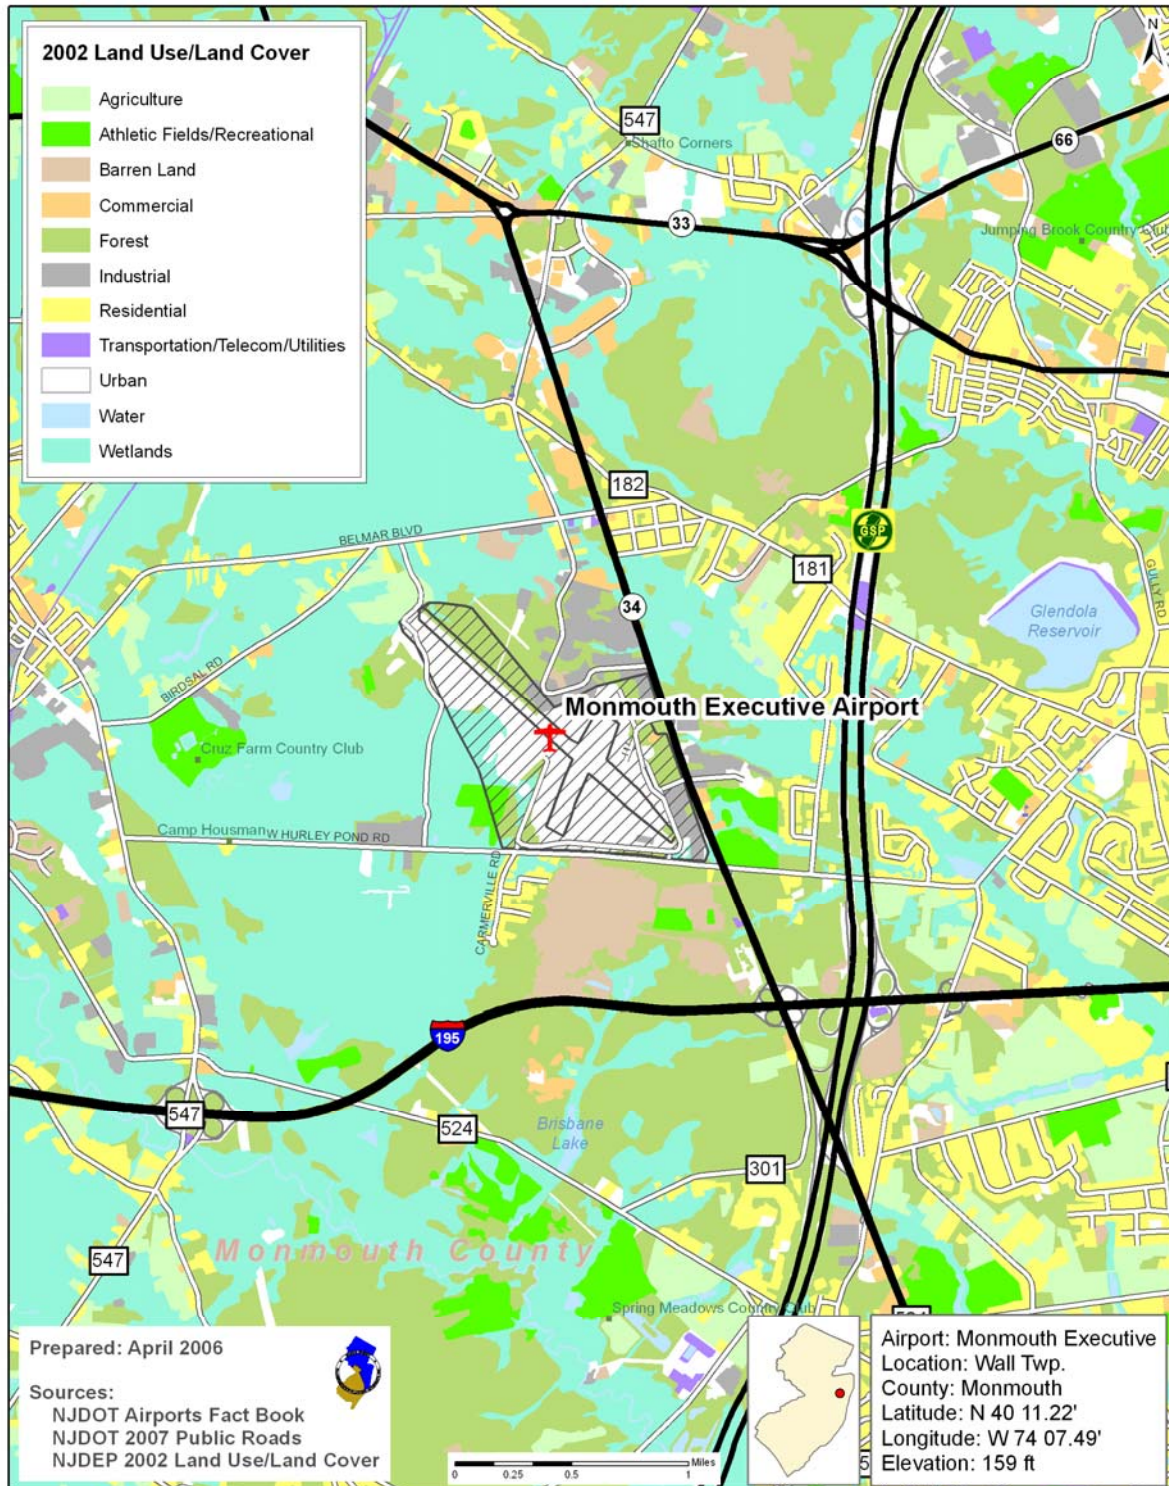 2002 Land Use/Land Cover
Agriculture
Athletic Fields/Recreational
Barren Land
Commercial
Forest
Industrial
Residential
Transportation/Telecom/Utilities
Urban
Water
Wetlands
N
547
Shafto Corners
66
33
Jumping Brook Country Club
182
BELMAR BLVD
GSP
181
34
GULLY RD
Glendola
Reservoir
BIRDSAL RD
Monmouth Executive Airport
Cruz Farm Country Club
Camp Housman
W HURLEY POND RD
CARMERVILLE RD
195
547
524
Brisbane
Lake
301
Monmouth County
547
Spring Meadows Country Club
Prepared: April 2006
Sources:
NJDOT Airports Fact Book
NJDOT 2007 Public Roads
NJDEP 2002 Land Use/Land Cover
Miles
0 0.25 0.5 1
Airport: Monmouth Executive
Location: Wall Twp.
County: Monmouth
Latitude: N 40 11.22'
Longitude: W 74 07.49'
Elevation: 159 ft